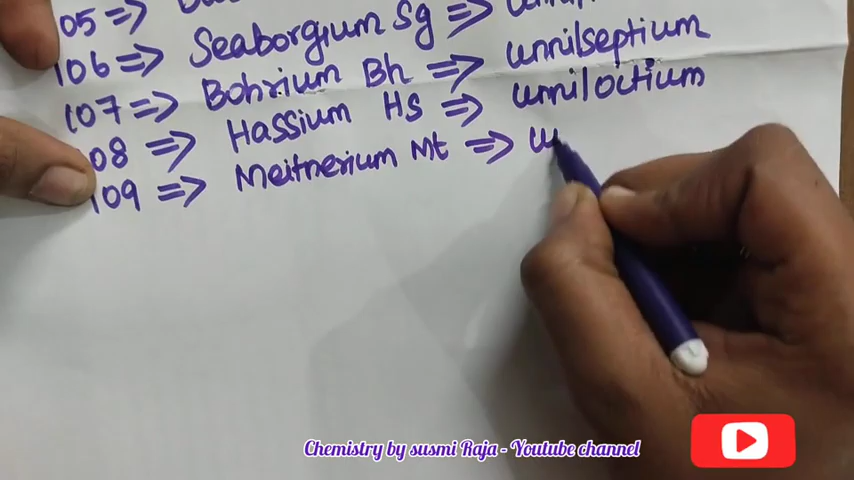 05 =>
106 => Seaborgium Sg =>
107 => Bohrium Bh => unnilseptium
08 => Hassium Hs => unniloctium
109 => Meitnerium Mt => u
Chemistry by susmi Raja - Youtube channel